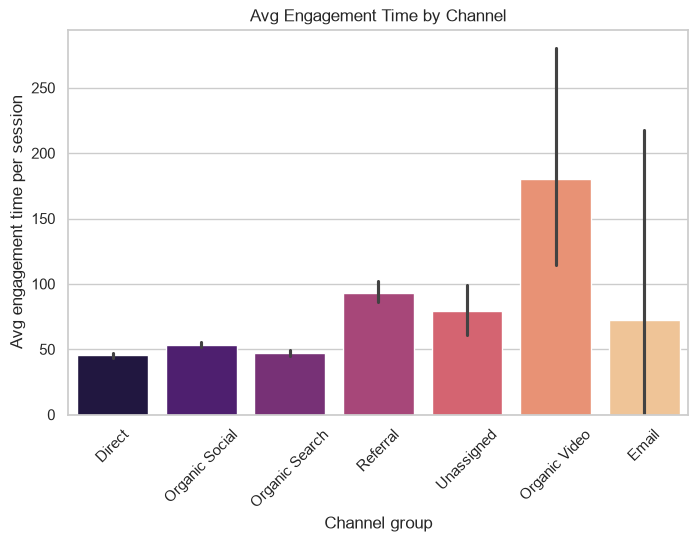 Avg Engagement Time by Channel
Avg engagement time per session
250
200
150
100
50
0
Direct
Organic Social
Organic Search
Referral
Unassigned
Organic Video
Email
Channel group